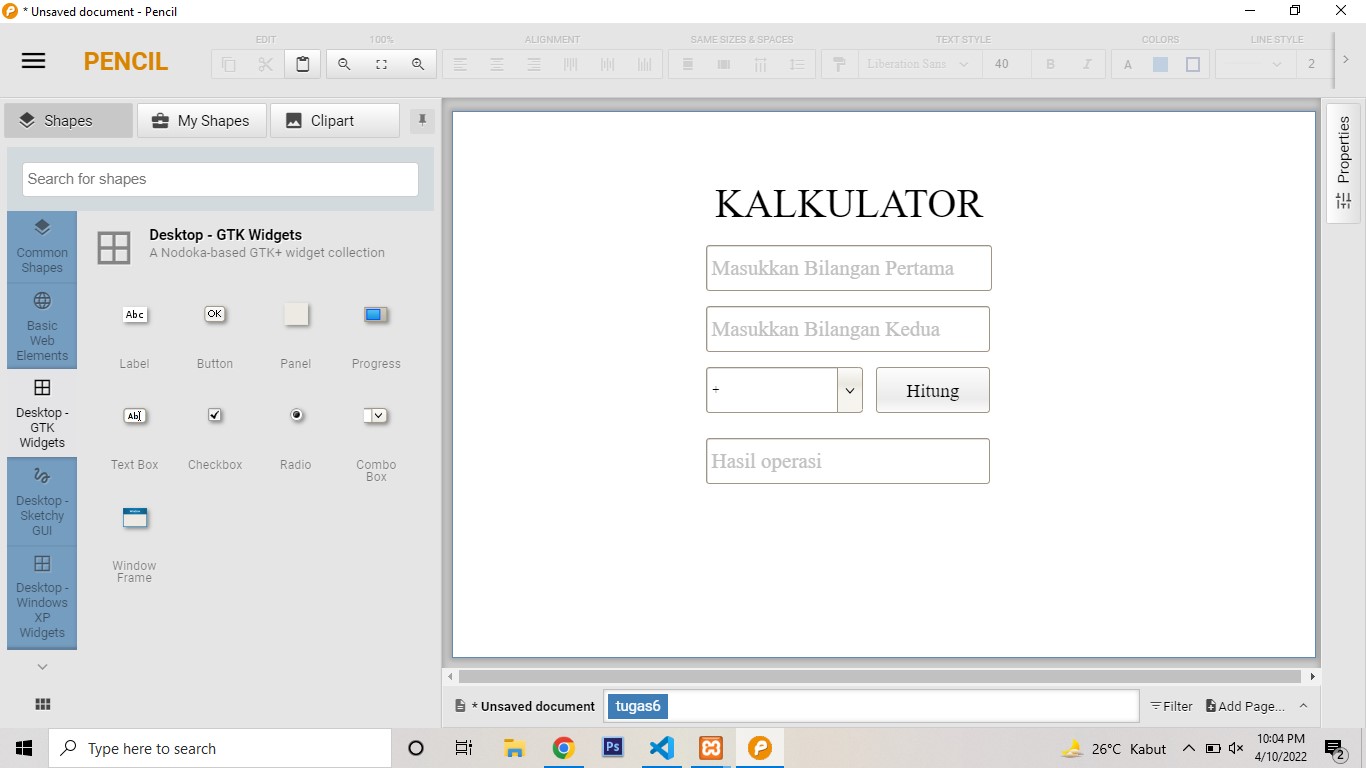 * Unsaved document - Pencil
PENCIL
EDIT
100%
ALIGNMENT
SAME SIZES & SPACES
TEXT STYLE
COLORS
LINE STYLE
Liberation Sans
40
B
I
A
2
Shapes
My Shapes
Clipart
Search for shapes
Common
Shapes
Basic
Web
Elements
Desktop -
GTK
Widgets
Desktop -
Sketchy
GUI
Desktop -
Windows
XP
Widgets
Desktop - GTK Widgets
A Nodoka-based GTK+ widget collection
Abc
OK
Label
Button
Panel
Progress
Ab
Text Box
Checkbox
Radio
Combo
Box
Window
Frame
KALKULATOR
Masukkan Bilangan Pertama
Masukkan Bilangan Kedua
+
Hitung
Hasil operasi
Properties
* Unsaved document
tugas6
Filter
Add Page...
Type here to search
Ps
26°C Kabut
10:04 PM
4/10/2022
2